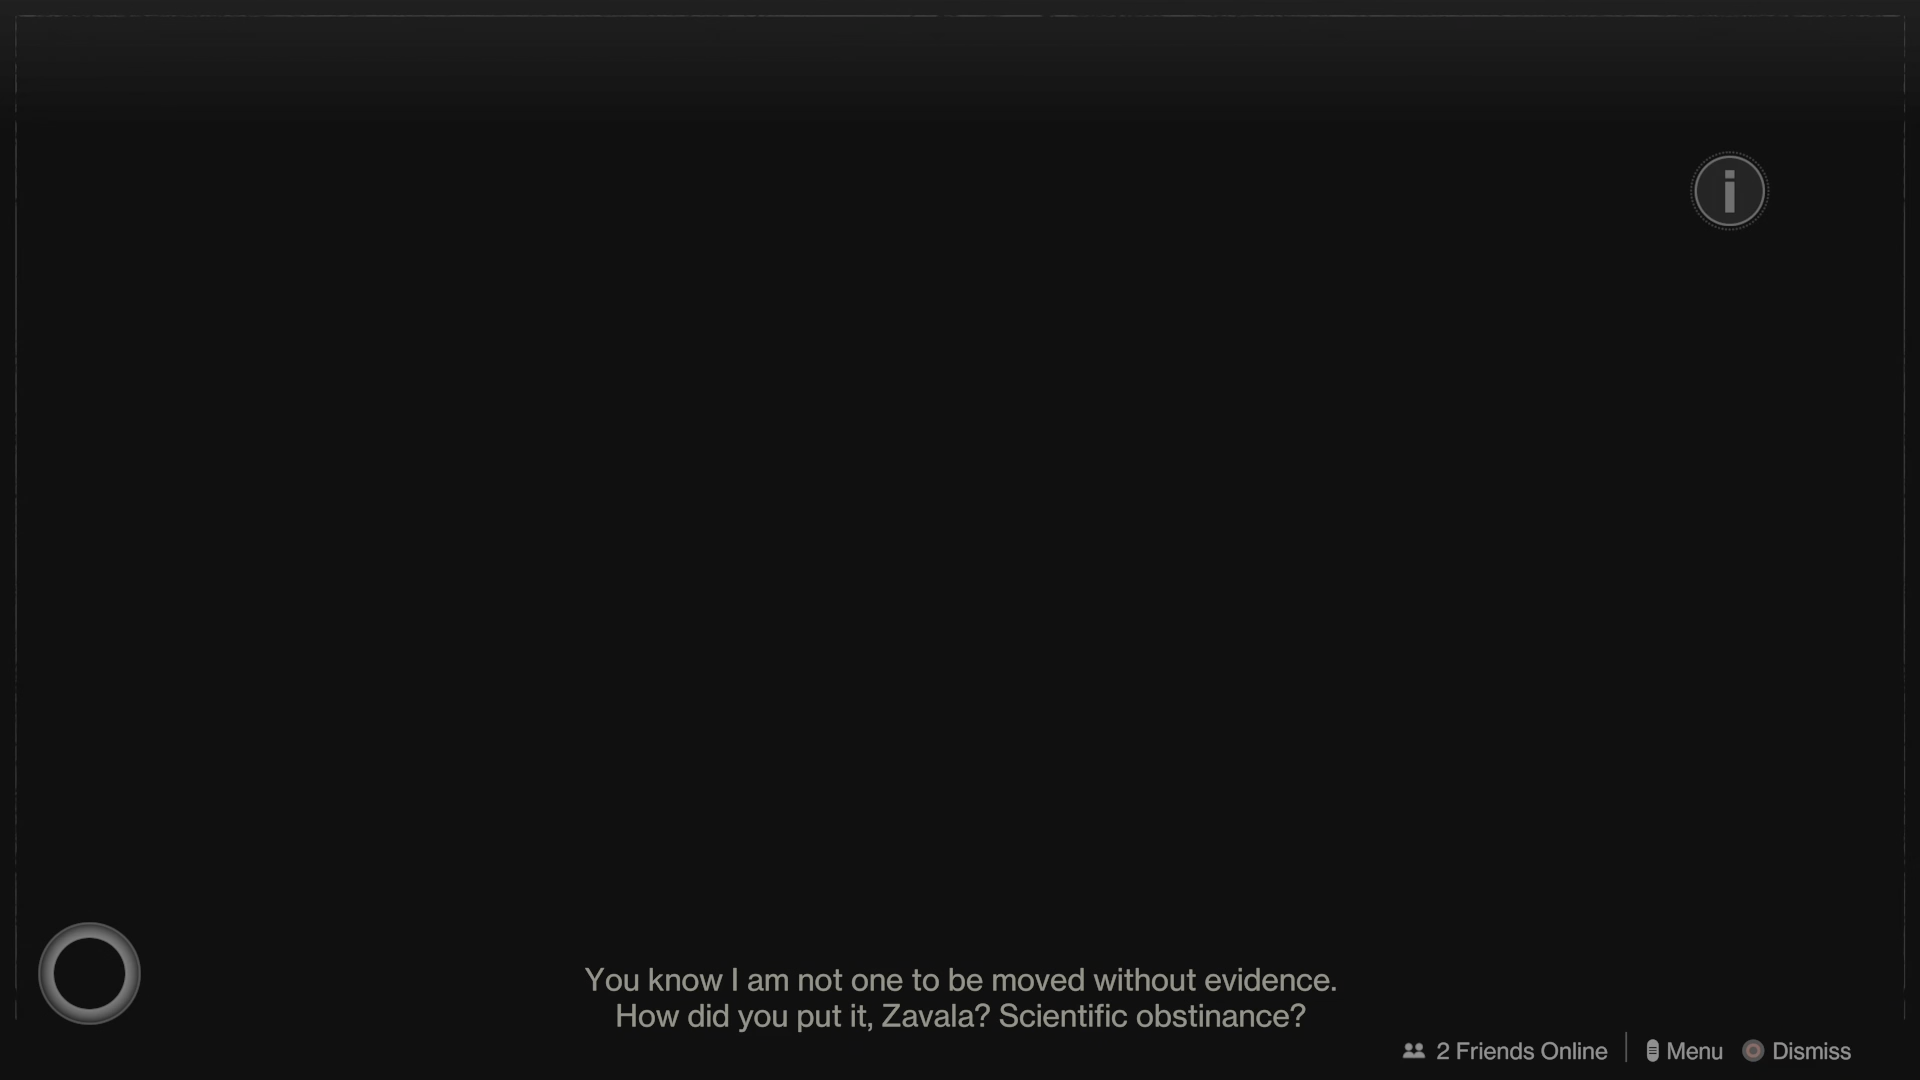 You know I am not one to be moved without evidence.
How did you put it, Zavala? Scientific obstinance?
2 Friends Online
Menu
Dismiss